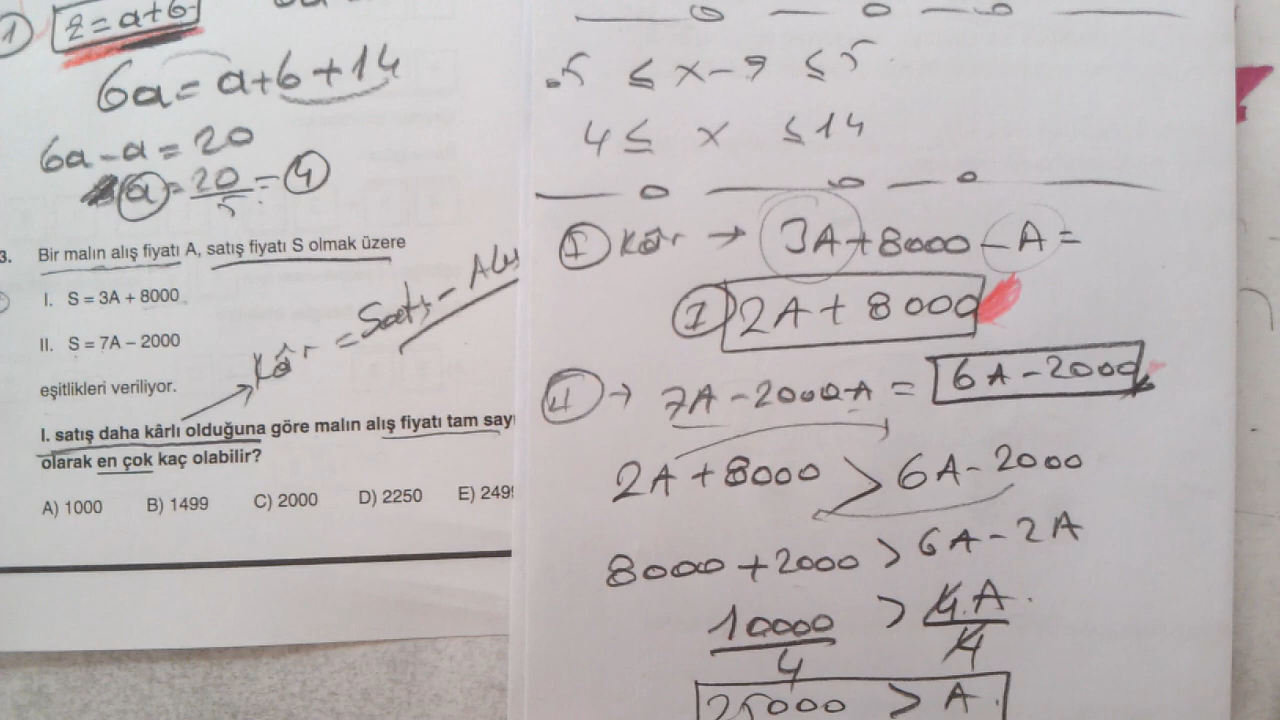 1) 2 = a+6
6a = a+6+14
6a - a = 20
a = 20/5 = 4
3. Bir malın alış fiyatı A, satış fiyatı S olmak üzere
I. S = 3A + 8000
II. S = 7A – 2000
eşitlikleri veriliyor.
Kâr = Satış - Alış
I. satış daha kârlı olduğuna göre malın alış fiyatı tam sayı
olarak en çok kaç olabilir?
A) 1000 B) 1499 C) 2000 D) 2250 E) 249
-5 ≤ x-9 ≤ 5
4 ≤ x ≤ 14
I Kâr → 3A+8000 - A =
I 2A + 8000
II → 7A - 2000 - A = 6A - 2000
2A + 8000 > 6A - 2000
8000 + 2000 > 6A - 2A
10000/4 > 4A/4
25000 > A